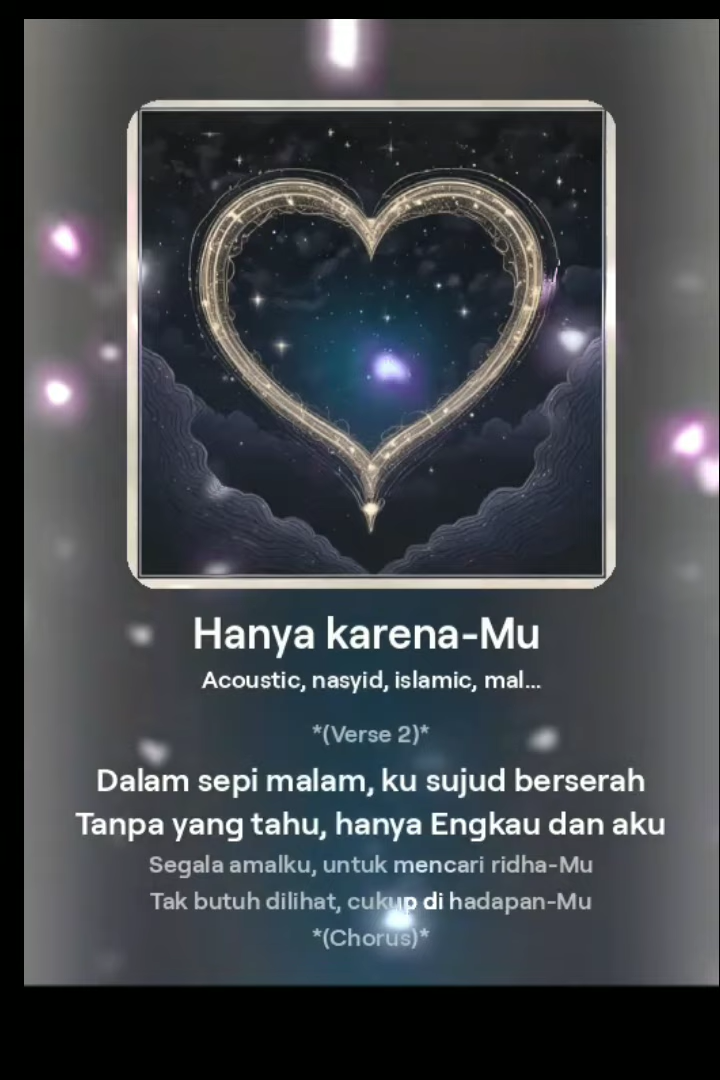 Hanya karena-Mu
Acoustic, nasyid, islamic, mal...
*(Verse 2)*
Dalam sepi malam, ku sujud berserah
Tanpa yang tahu, hanya Engkau dan aku
Segala amalku, untuk mencari ridha-Mu
Tak butuh dilihat, cukup di hadapan-Mu
*(Chorus)*